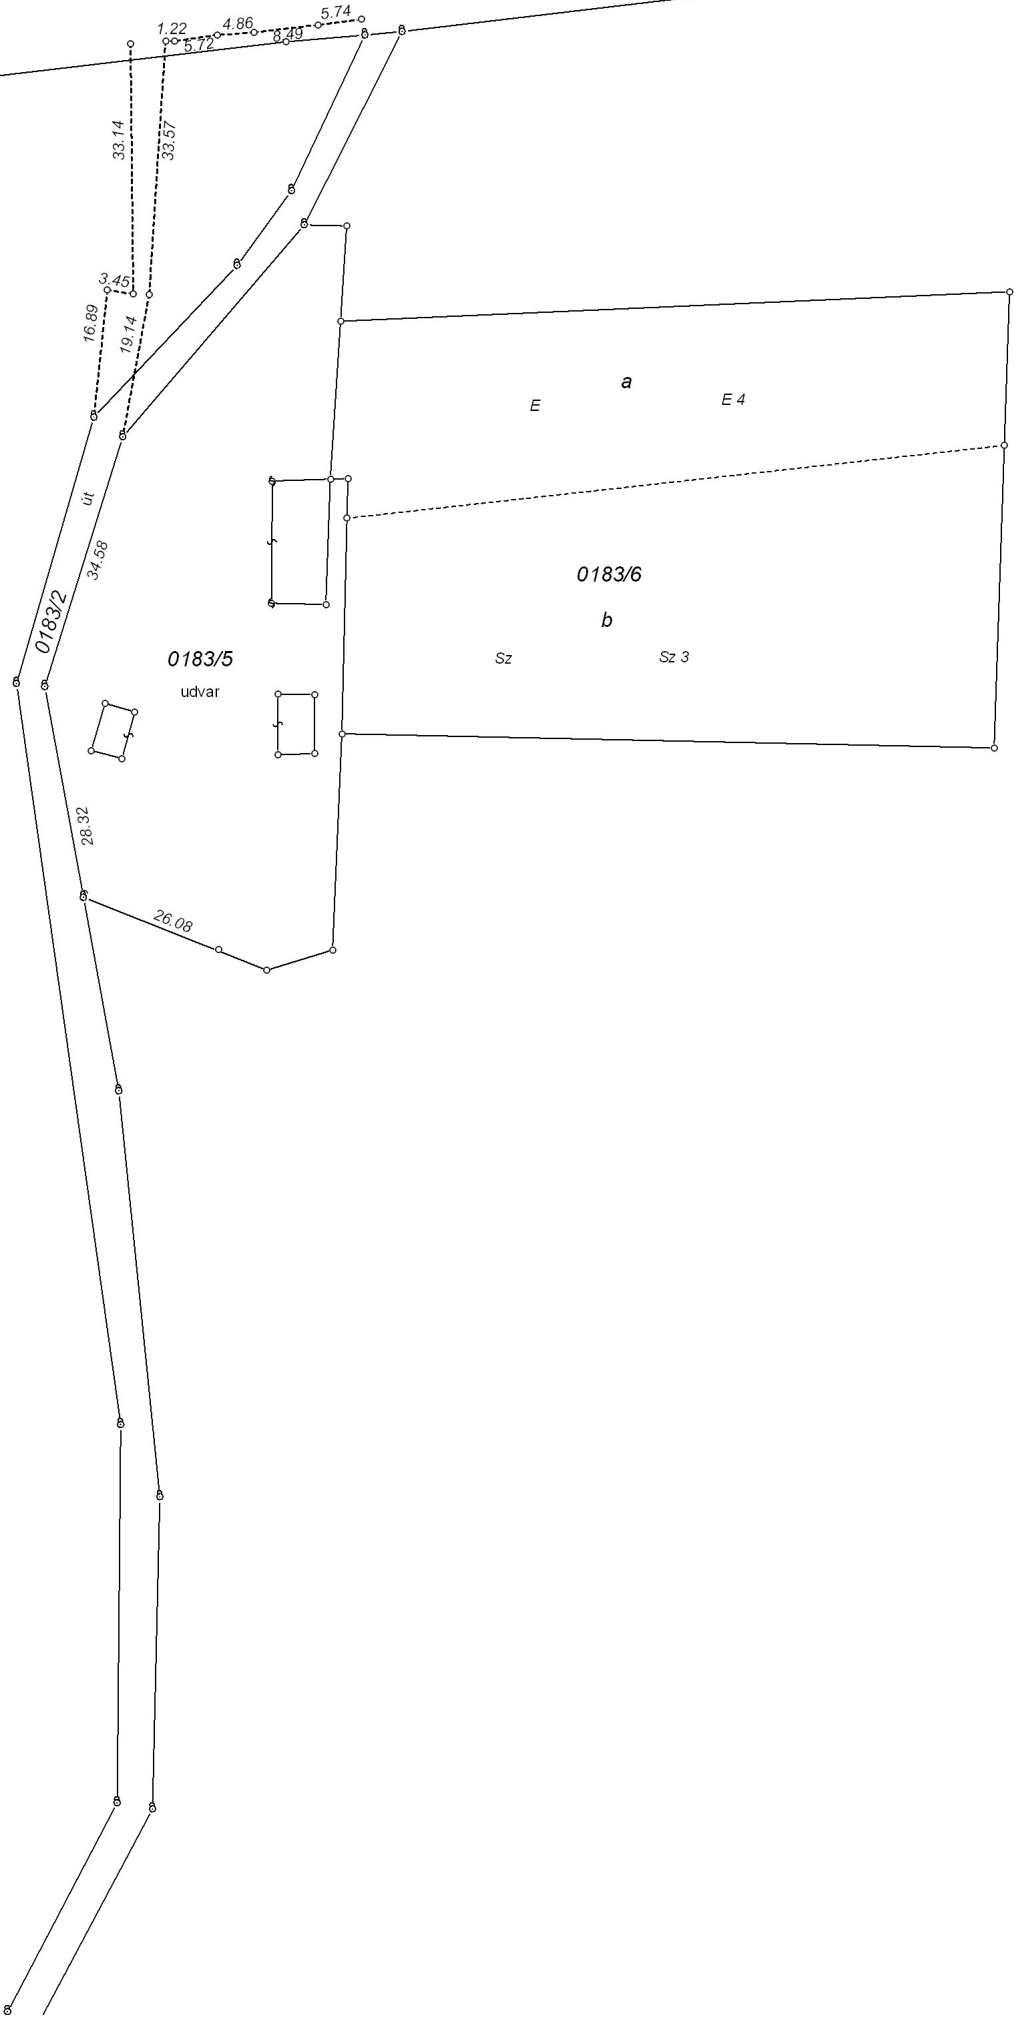 5.74
4.86
1.22
8.49
5.72
33.14
33.57
3.45
16.89
19.14
a
E
E 4
út
34.58
0183/6
0183/2
b
0183/5
Sz
Sz 3
udvar
28.32
26.08